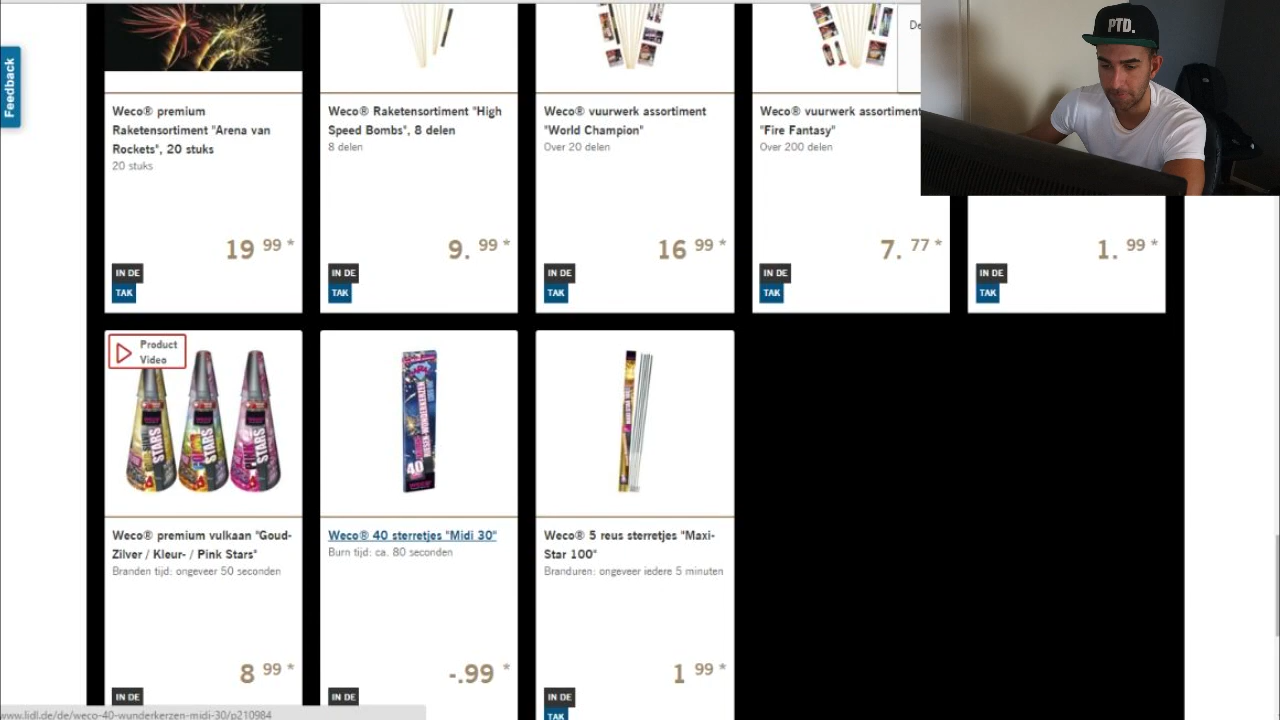 Feedback
De
PTD.
Weco® premium
Raketensortiment "Arena van
Rockets", 20 stuks
20 stuks
19 99 *
IN DE
TAK
Weco® Raketensortiment "High
Speed Bombs", 8 delen
8 delen
9. 99 *
IN DE
TAK
Weco® vuurwerk assortiment
"World Champion"
Over 20 delen
16 99 *
IN DE
TAK
Weco® vuurwerk assortiment
"Fire Fantasy"
Over 200 delen
7. 77 *
IN DE
TAK
1. 99 *
IN DE
TAK
Product
Video
STARS
STARS
PINK STARS
Weco® premium vulkaan "Goud-
Zilver / Kleur- / Pink Stars"
Branden tijd: ongeveer 50 seconden
8 99 *
IN DE
40
Weco® 40 sterretjes "Midi 30"
Burn tijd: ca. 80 seconden
-.99 *
IN DE
Weco® 5 reus sterretjes "Maxi-
Star 100"
Branduren: ongeveer iedere 5 minuten
1 99 *
IN DE
TAK
www.lidl.de/de/weco-40-wunderkerzen-midi-30/p210984